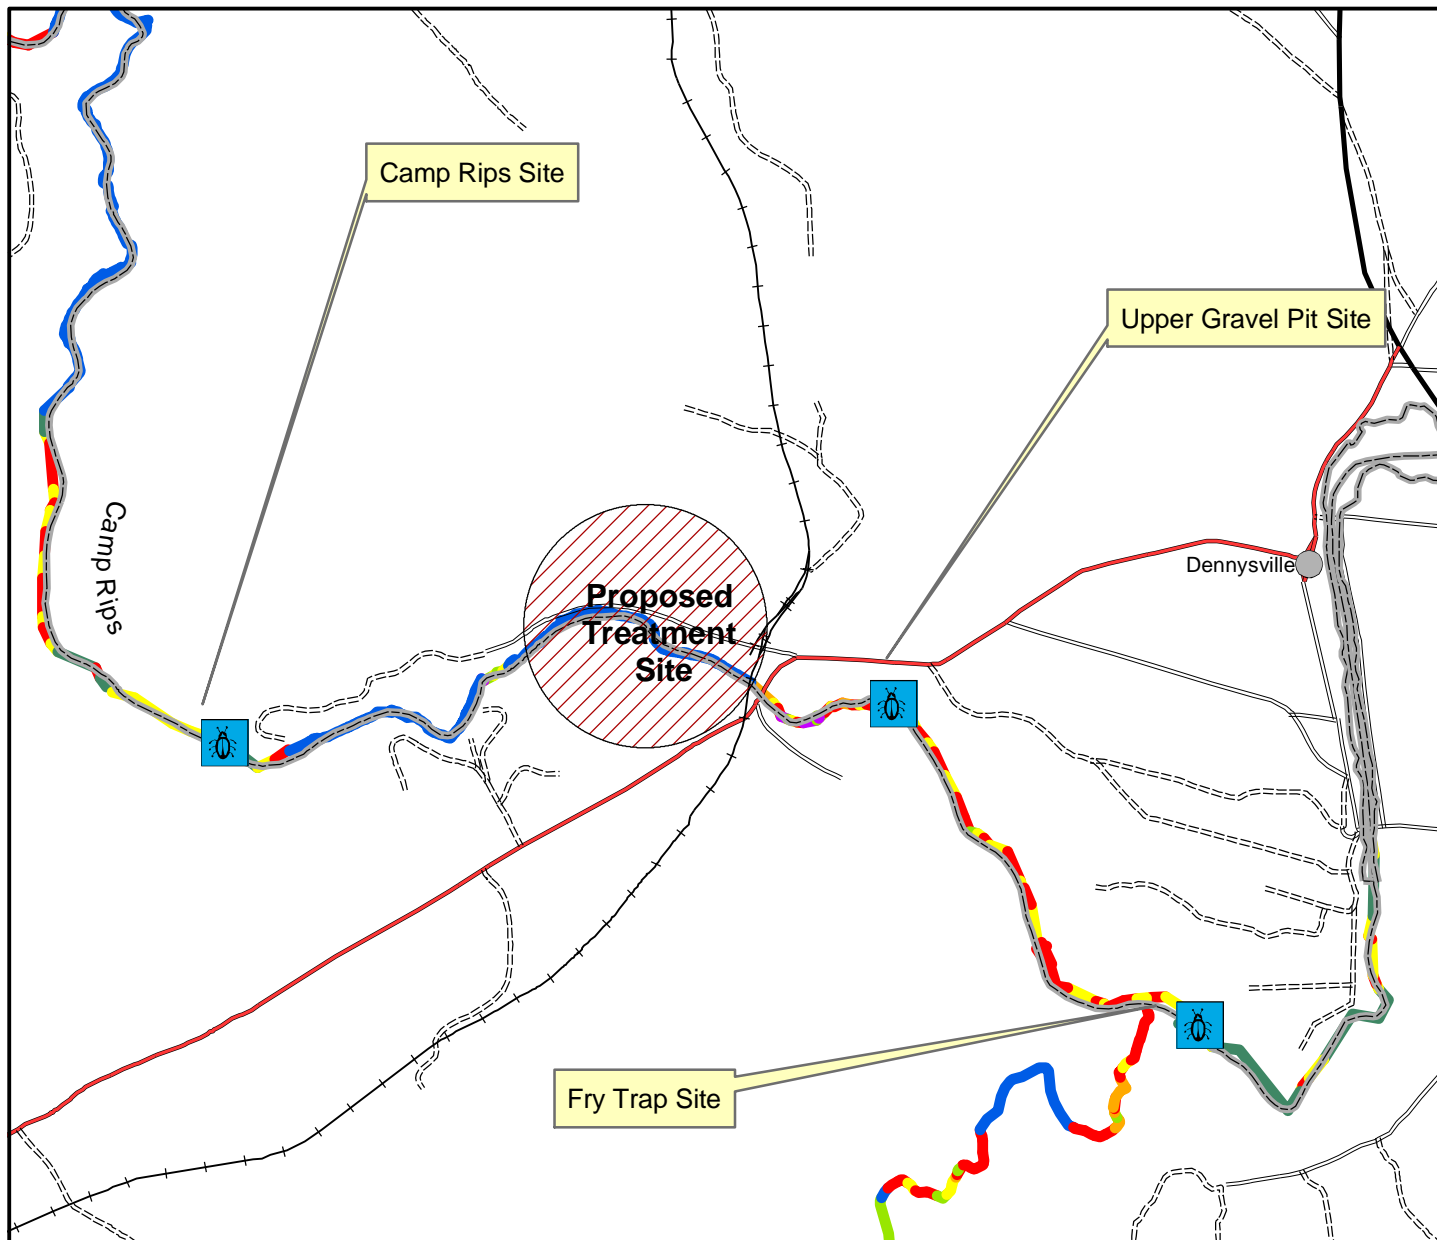 Camp Rips Site
Upper Gravel Pit Site
Camp Rips
Proposed
Treatment
Site
Dennysville
Fry Trap Site